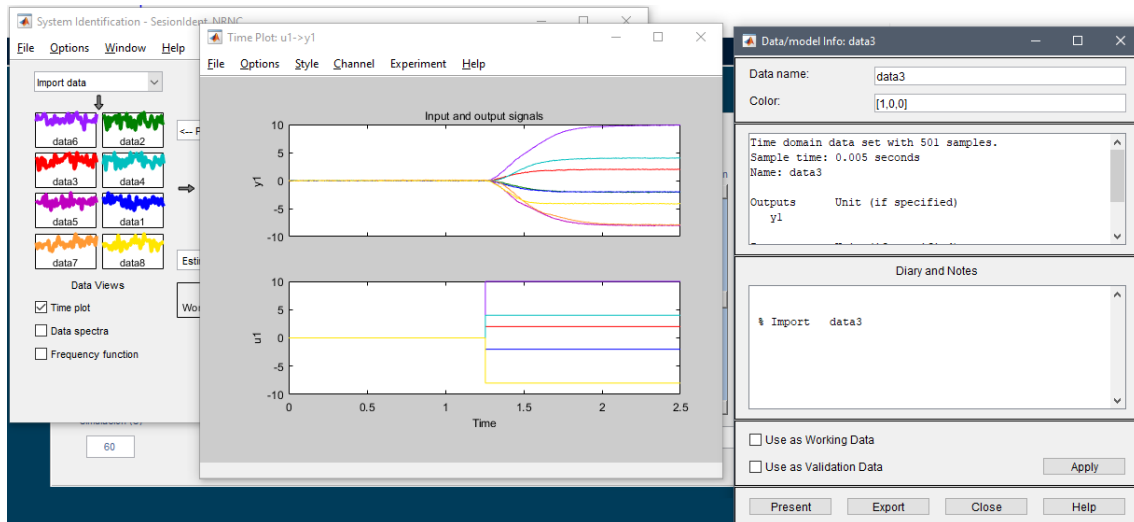 System Identification - SesionIdent_NRNC
File Options Window Help
Import data
data6
data2
<-- P
data3
data4
data5
data1
data7
data8
Esti
Data Views
Wor
Time plot
Data spectra
Frequency function
60
Time Plot: u1->y1
File Options Style Channel Experiment Help
Input and output signals
10
5
0
-5
-10
y1
10
5
0
-5
-10
u1
0 0.5 1 1.5 2 2.5
Time
Data/model Info: data3
Data name: data3
Color: [1,0,0]
Time domain data set with 501 samples.
Sample time: 0.005 seconds
Name: data3
Outputs Unit (if specified)
y1
Diary and Notes
% Import data3
Use as Working Data
Use as Validation Data
Apply
Present Export Close Help